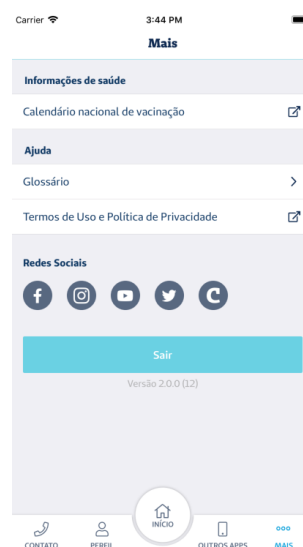 Carrier 3:44 PM
Mais
Informações de saúde
Calendário nacional de vacinação
Ajuda
Glossário
Termos de Uso e Política de Privacidade
Redes Sociais
Sair
Versão 2.0.0 (12)
CONTATO PERFIL INÍCIO OUTROS APPS MAIS